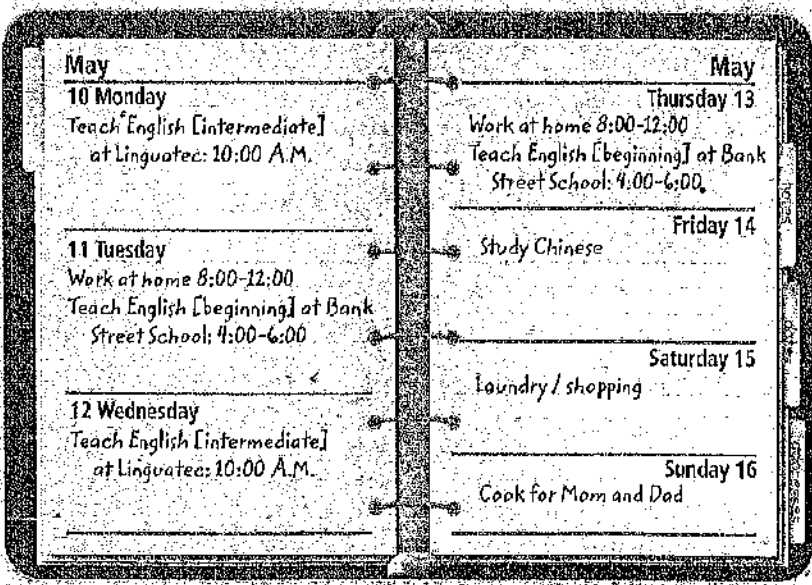 May
10 Monday
Teach English [intermediate]
at Linguatec: 10:00 A.M.
11 Tuesday
Work at home 8:00-12:00
Teach English [beginning] at Bank
Street School: 4:00-6:00
12 Wednesday
Teach English [intermediate]
at Linguatec: 10:00 A.M.
May
Thursday 13
Work at home 8:00-12:00
Teach English [beginning] at Bank
Street School: 4:00-6:00
Friday 14
Study Chinese
Saturday 15
Laundry / shopping
Sunday 16
Cook for Mom and Dad